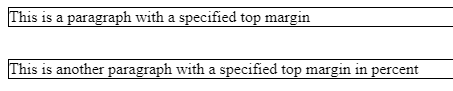 This is a paragraph with a specified top margin
This is another paragraph with a specified top margin in percent